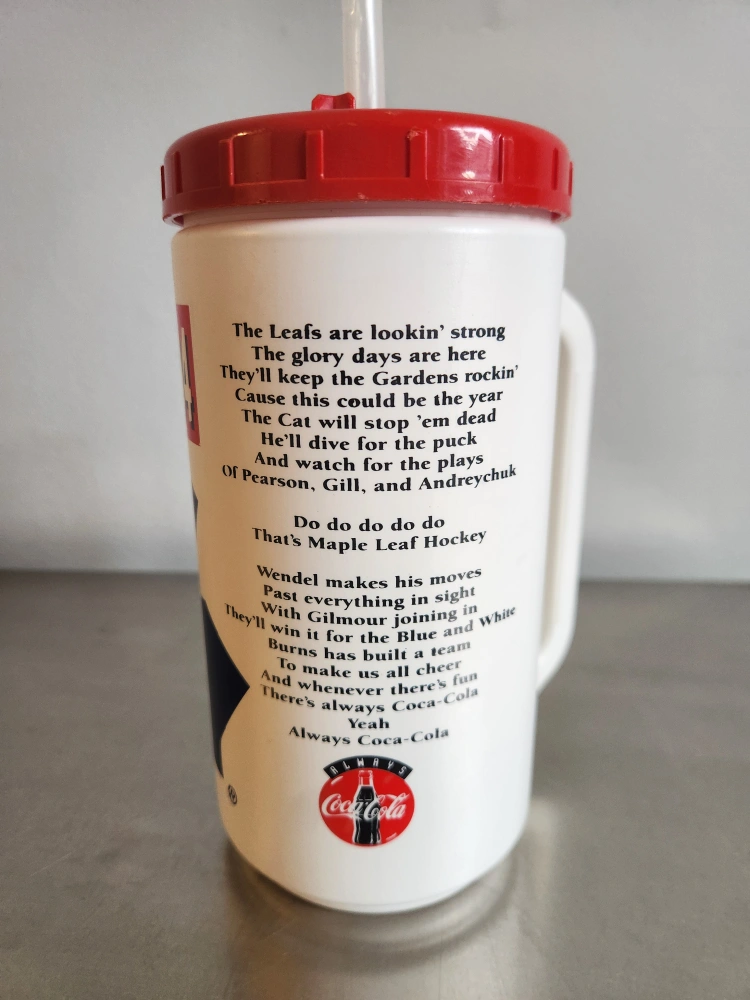 The Leafs are lookin' strong
The glory days are here
They'll keep the Gardens rockin'
Cause this could be the year
The Cat will stop 'em dead
He'll dive for the puck
And watch for the plays
Of Pearson, Gill, and Andreychuk
Do do do do do
That's Maple Leaf Hockey
Wendel makes his moves
Past everything in sight
With Gilmour joining in
They'll win it for the Blue and White
Burns has built a team
To make us all cheer
And whenever there's fun
There's always Coca-Cola
Yeah
Always Coca-Cola
ALWAYS
Coca-Cola
®